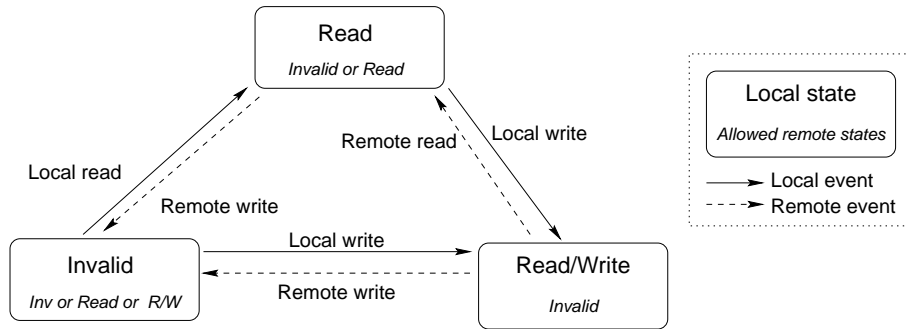 Read
Invalid or Read
Local state
Allowed remote states
Local write
Remote read
Local read
Local event
Remote write
Remote event
Local write
Invalid
Read/Write
Remote write
Inv or Read or R/W
Invalid